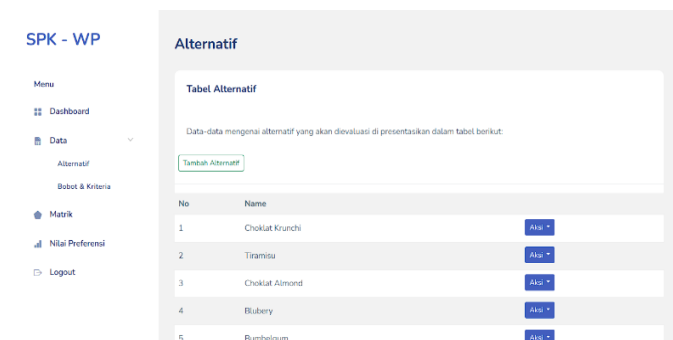 SPK - WP
Menu
Dashboard
Data
Alternatif
Bobot & Kriteria
Matrik
Nilai Preferensi
Logout
Alternatif
Tabel Alternatif
Data-data mengenai alternatif yang akan dievaluasi di presentasikan dalam tabel berikut:
Tambah Alternatif
No Name
1 Choklat Krunchi Aksi
2 Tiramisu Aksi
3 Choklat Almond Aksi
4 Blubery Aksi
5 Bumbelgum Aksi